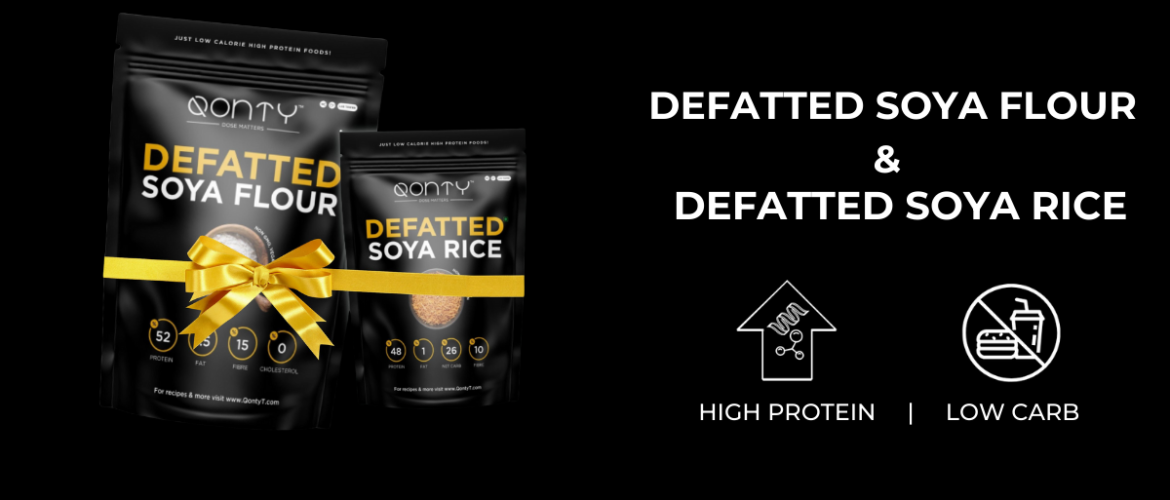 JUST LOW CALORIE HIGH PROTEIN FOODS!
QONTY™
DOSE MATTERS
DEFATTED
SOYA FLOUR
52
15
0
PROTEIN
FAT
FIBRE
CHOLESTEROL
For recipes & more visit www.QontyT.com
JUST LOW CALORIE HIGH PROTEIN FOODS!
QONTY
DOSE MATTERS
DEFATTED
SOYA RICE
48
1
26
10
PROTEIN
FAT
NET CARB
FIBRE
For recipes & more visit www.QontyT.com
DEFATTED SOYA FLOUR
&
DEFATTED SOYA RICE
HIGH PROTEIN | LOW CARB